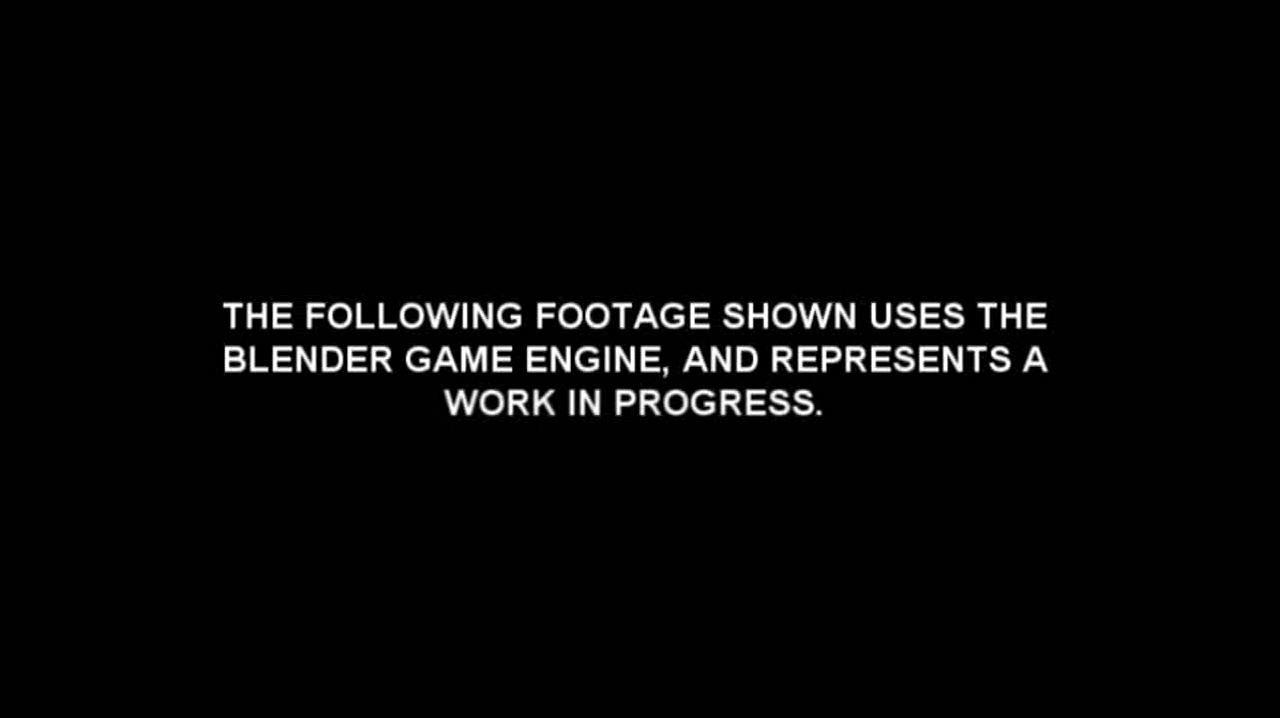 THE FOLLOWING FOOTAGE SHOWN USES THE
BLENDER GAME ENGINE, AND REPRESENTS A
WORK IN PROGRESS.